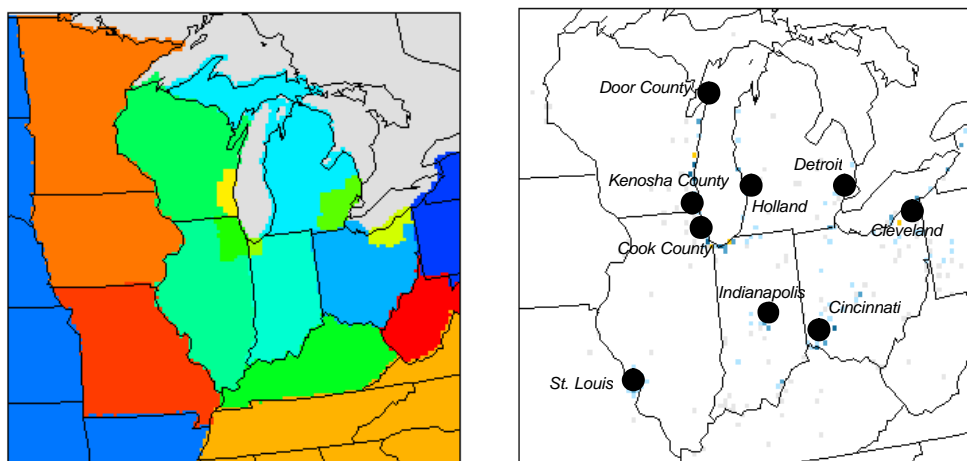 Door County
Detroit
Kenosha County
Holland
Cleveland
Cook County
Indianapolis
Cincinnati
St. Louis